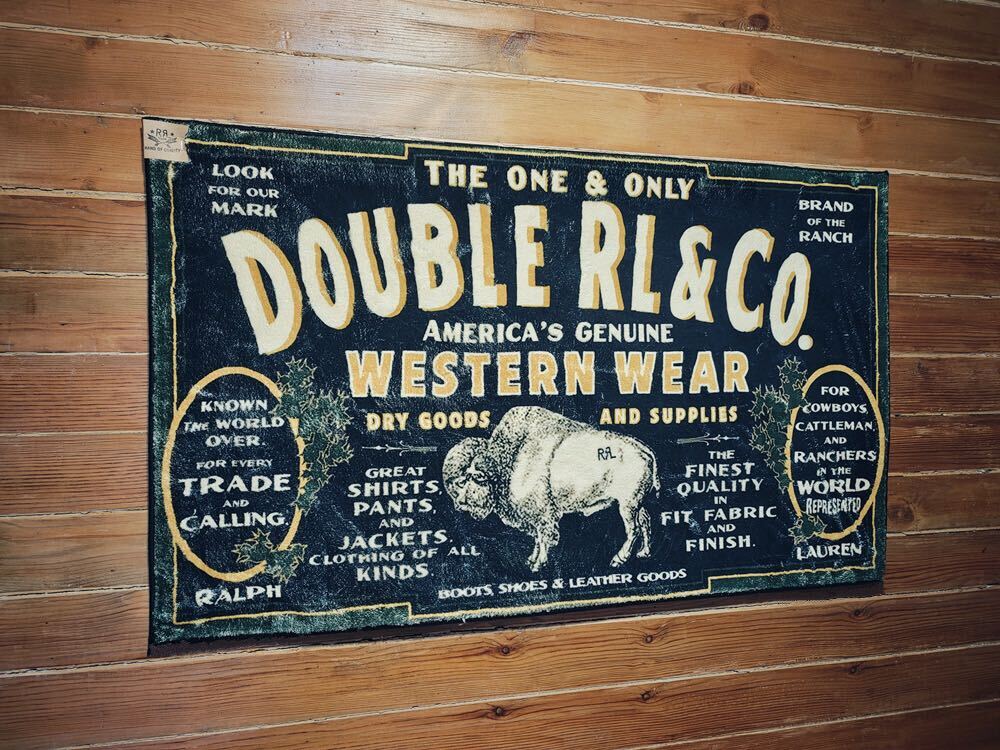 RRL
LOOK
FOR OUR
MARK
THE ONE & ONLY
BRAND
OF THE
RANCH
DOUBLE RL & CO.
AMERICA'S GENUINE
WESTERN WEAR
DRY GOODS AND SUPPLIES
KNOWN
THE WORLD
OVER
FOR EVERY
TRADE
AND
CALLING.
RALPH
GREAT
SHIRTS,
PANTS,
AND
JACKETS.
CLOTHING OF ALL
KINDS
RRL
THE
FINEST
QUALITY
IN
FIT FABRIC
AND
FINISH.
FOR
COWBOYS,
CATTLEMAN,
AND
RANCHERS
IN THE
WORLD
REPRESENTED
LAUREN
BOOTS, SHOES & LEATHER GOODS